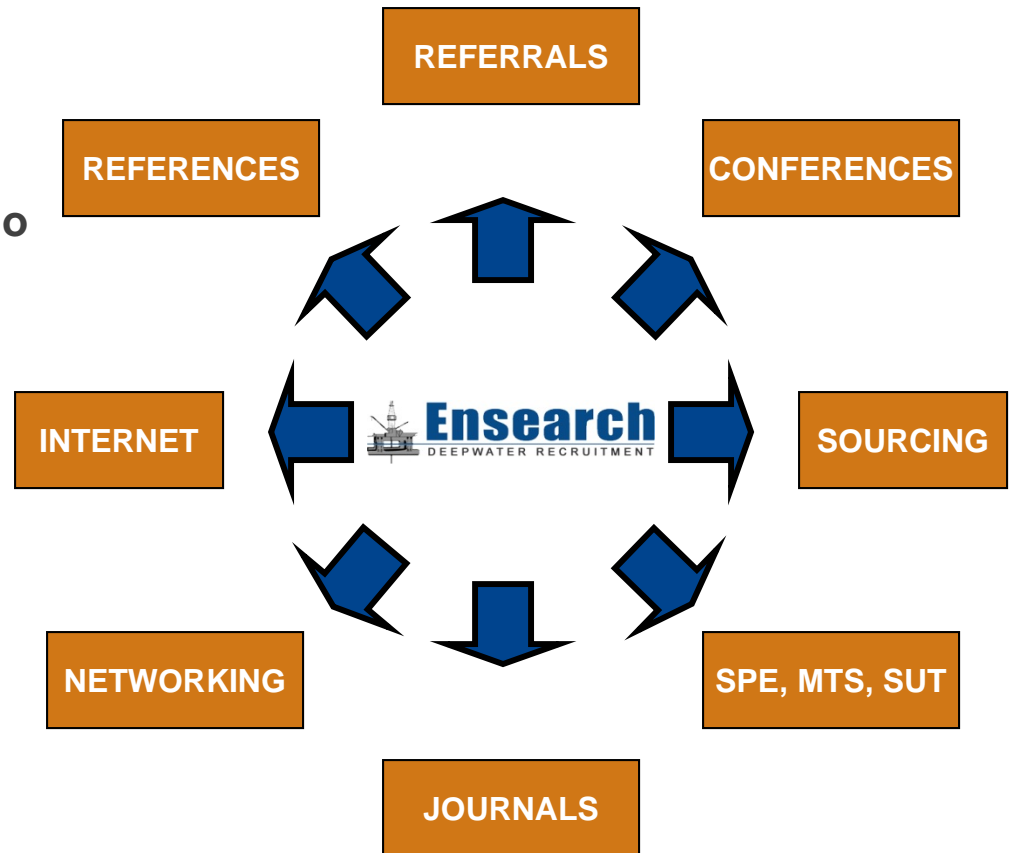 REFERRALS
REFERENCES
CONFERENCES
o
INTERNET
Ensearch
DEEPWATER RECRUITMENT
SOURCING
NETWORKING
SPE, MTS, SUT
JOURNALS